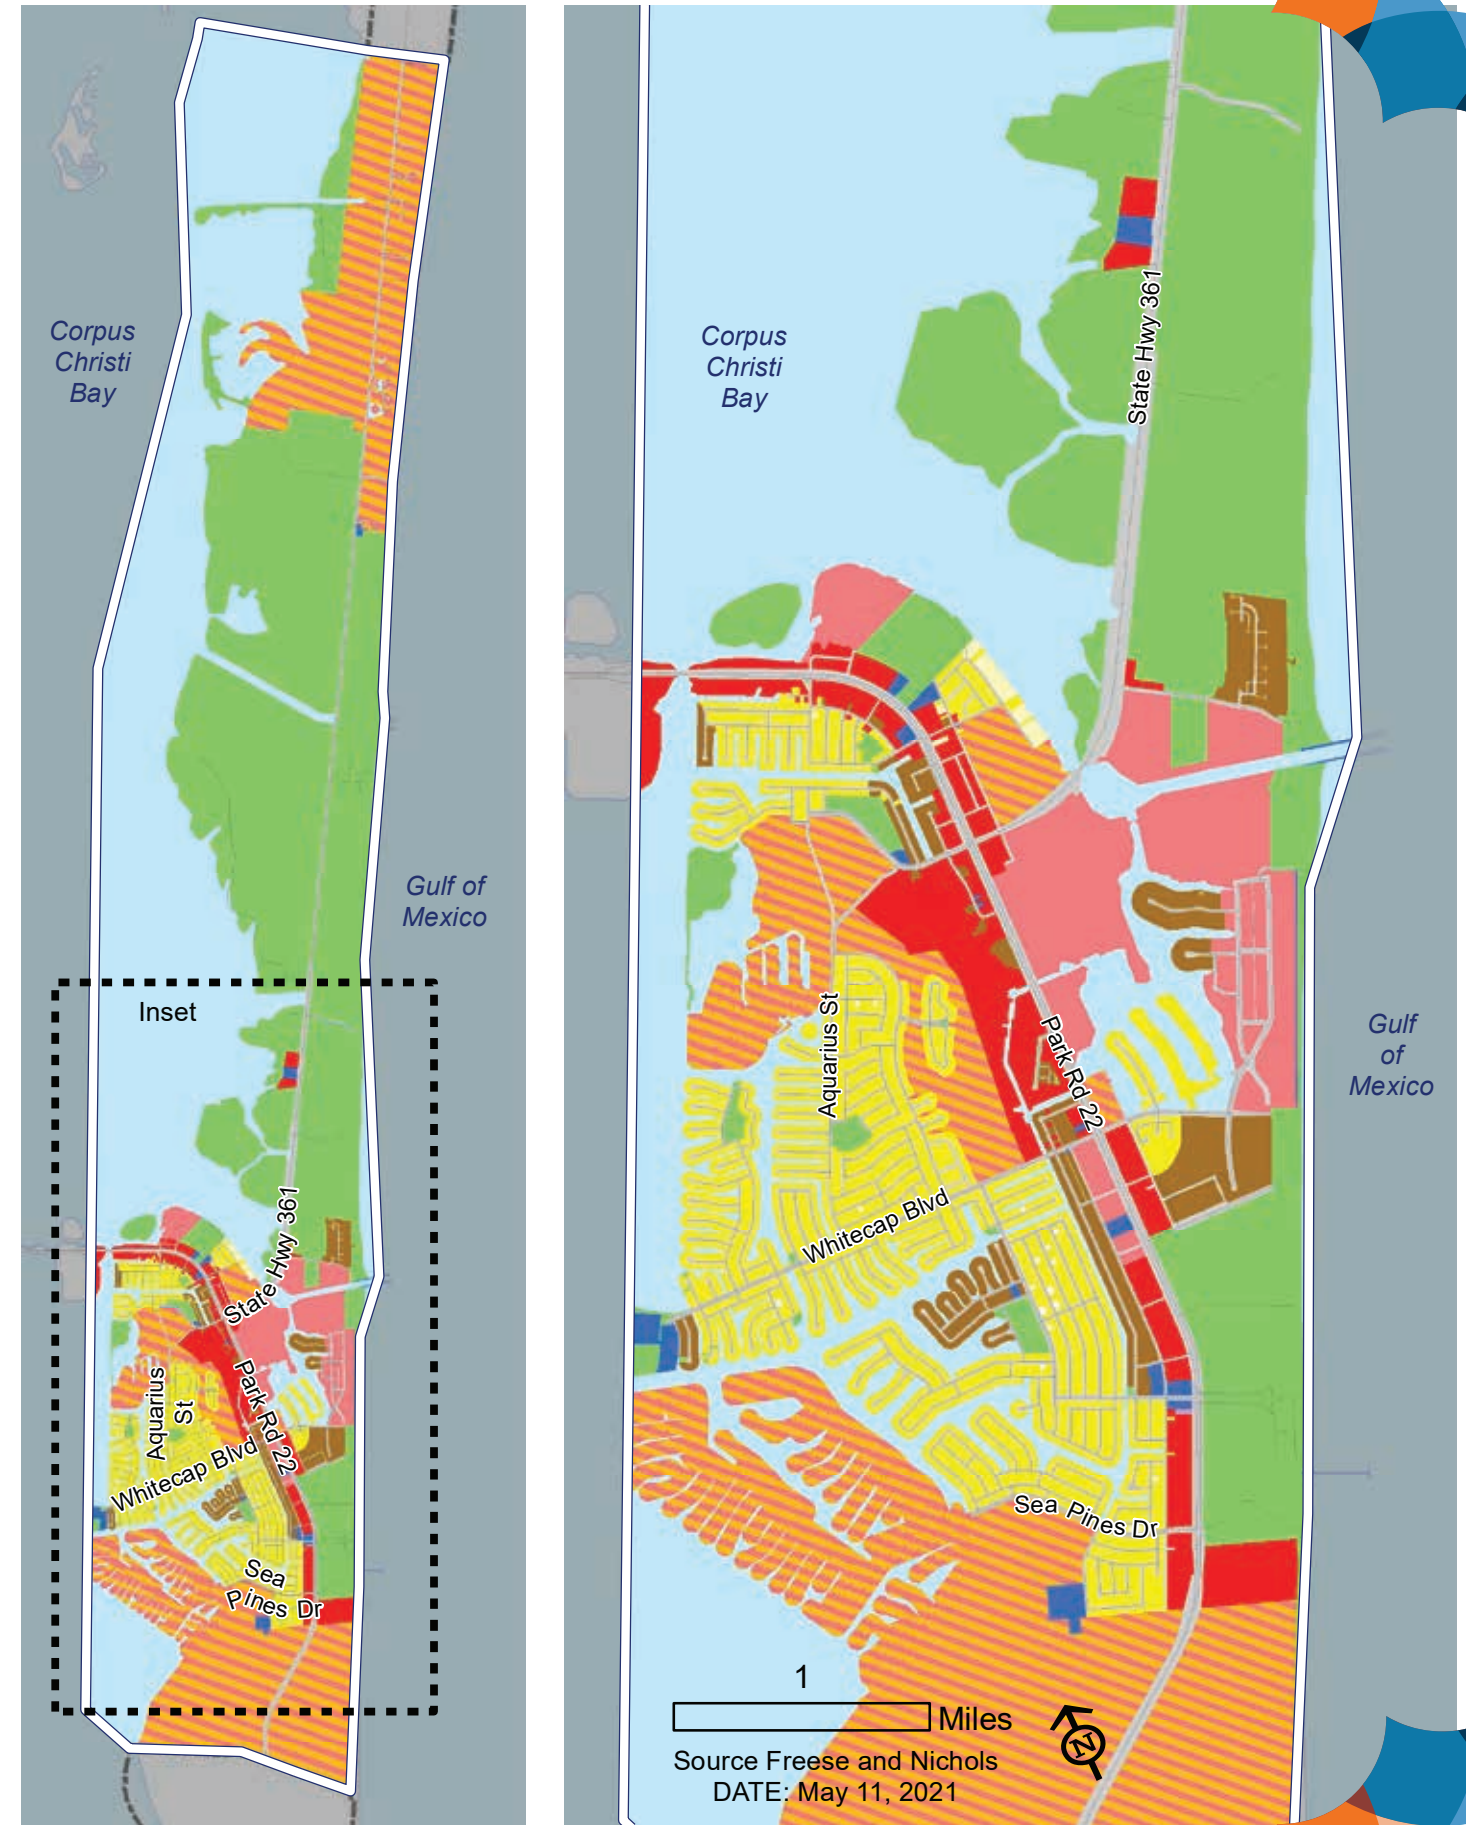 Corpus
Christi
Bay
Gulf of
Mexico
Inset
State Hwy 361
Aquarius
St
Park Rd 22
Whitecap Blvd
Sea
Pines Dr
Corpus
Christi
Bay
State Hwy 361
Aquarius St
Park Rd 22
Gulf
of
Mexico
Whitecap Blvd
Sea Pines Dr
1
Miles
N
Source Freese and Nichols
DATE: May 11, 2021